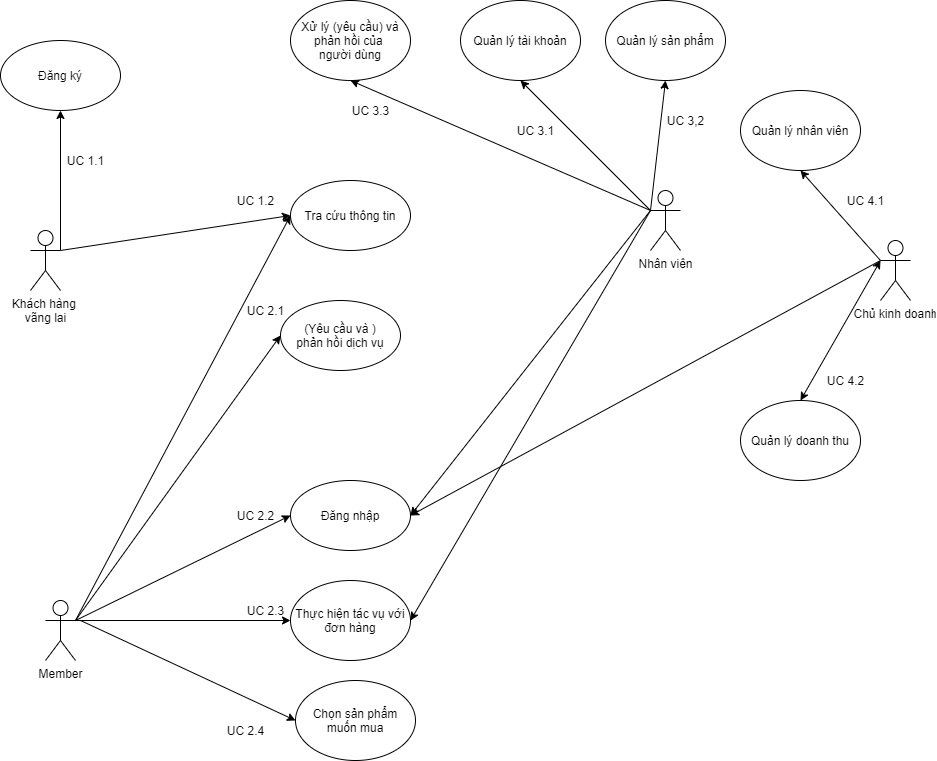 Xử lý (yêu cầu) và
phản hồi của
người dùng
Quản lý tài khoản
Quản lý sản phẩm
Đăng ký
UC 3.3
UC 3.1
UC 3,2
Quản lý nhân viên
UC 1.1
UC 1.2
Tra cứu thông tin
UC 4.1
Nhân viên
Khách hàng
vãng lai
UC 2.1
(Yêu cầu và )
phản hồi dịch vụ
Chủ kinh doanh
UC 4.2
Quản lý doanh thu
UC 2.2
Đăng nhập
UC 2.3
Thực hiện tác vụ với
đơn hàng
Member
Chọn sản phẩm
muốn mua
UC 2.4